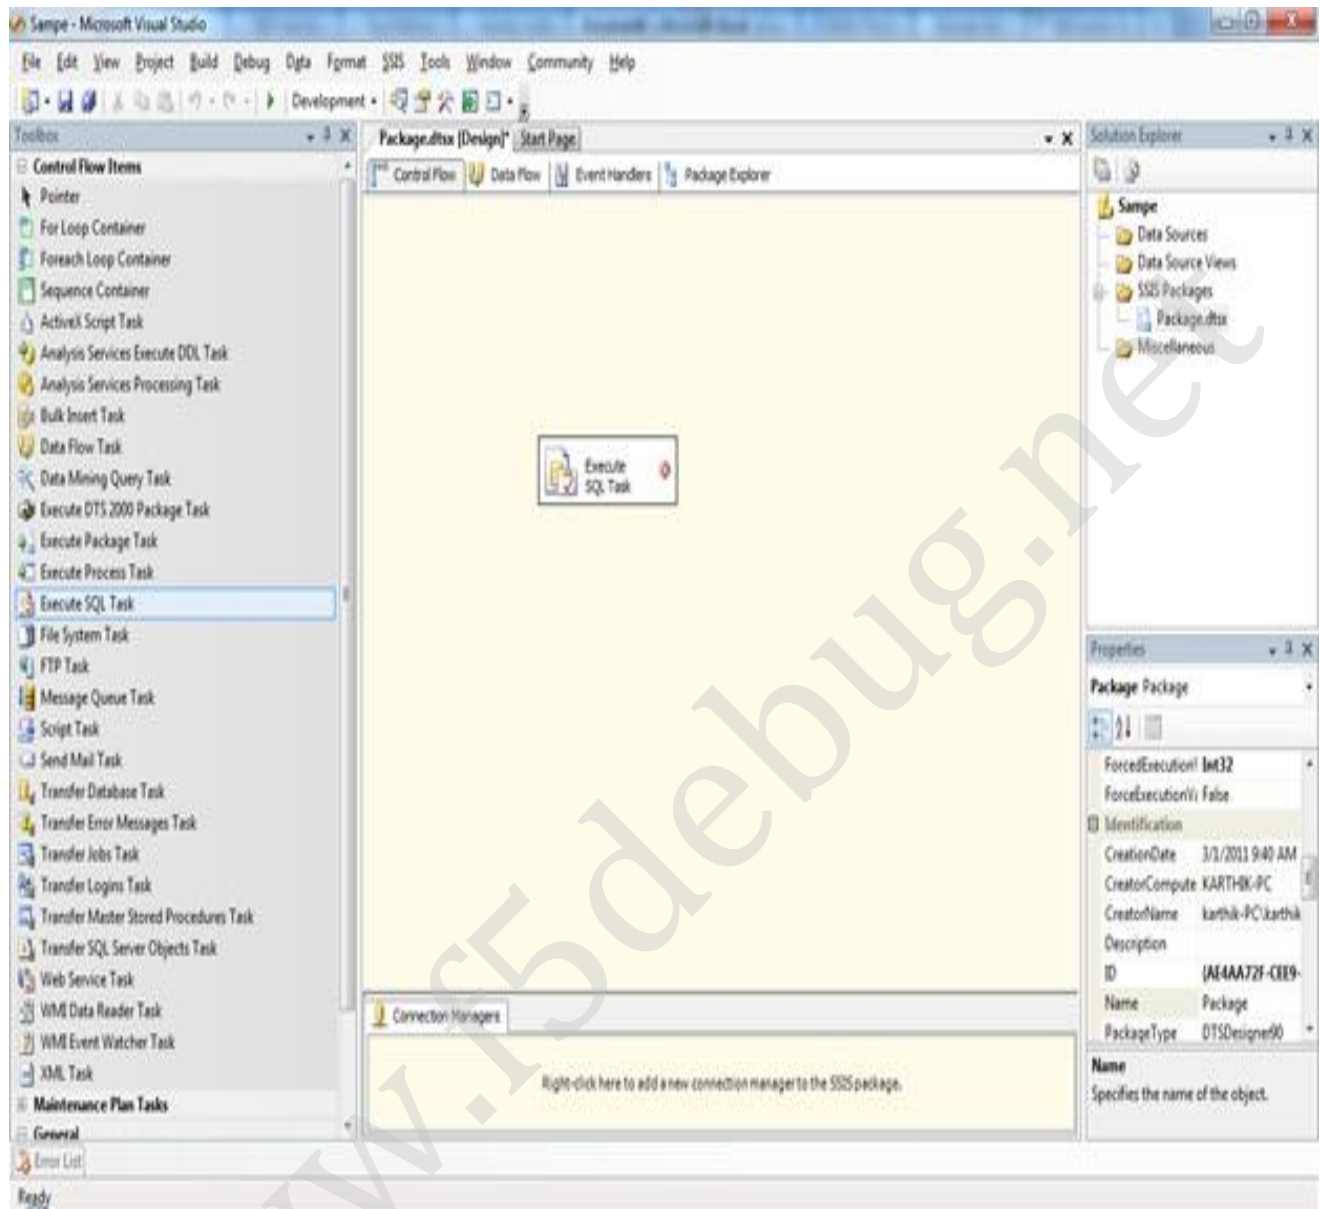 Sampe - Microsoft Visual Studio
File Edit View Project Build Debug Data Format SSIS Tools Window Community Help
Development
Toolbox
Control Flow Items
Pointer
For Loop Container
Foreach Loop Container
Sequence Container
ActiveX Script Task
Analysis Services Execute DDL Task
Analysis Services Processing Task
Bulk Insert Task
Data Flow Task
Data Mining Query Task
Execute DTS 2000 Package Task
Execute Package Task
Execute Process Task
Execute SQL Task
File System Task
FTP Task
Message Queue Task
Script Task
Send Mail Task
Transfer Database Task
Transfer Error Messages Task
Transfer Jobs Task
Transfer Logins Task
Transfer Master Stored Procedures Task
Transfer SQL Server Objects Task
Web Service Task
WMI Data Reader Task
WMI Event Watcher Task
XML Task
Maintenance Plan Tasks
General
Package.dtsx [Design]* Start Page
Control Flow Data Flow Event Handlers Package Explorer
Execute
SQL Task
Connection Managers
Right-click here to add a new connection manager to the SSIS package.
Solution Explorer
Sampe
Data Sources
Data Source Views
SSIS Packages
Package.dtsx
Miscellaneous
Properties
Package Package
ForcedExecution Int32
ForceExecutionV False
Identification
CreationDate 3/1/2011 9:40 AM
CreatorCompute KARTHIK-PC
CreatorName karthik-PC\karthik
Description
ID {AE4AA72F-CEE9-
Name Package
PackageType DTSDesigner90
Name
Specifies the name of the object.
Error List
Ready
w.f5debug.net